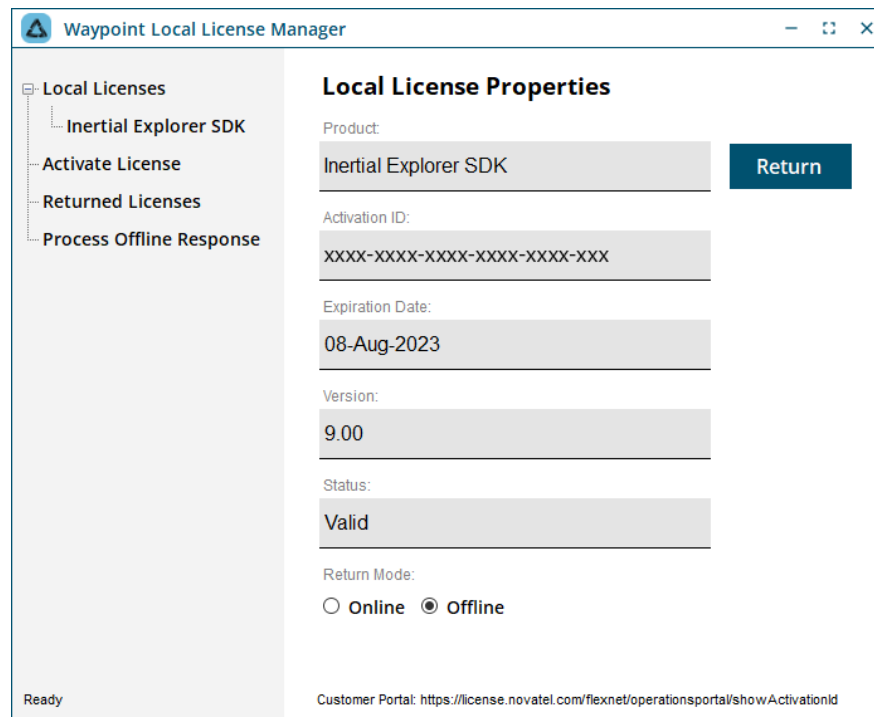 Waypoint Local License Manager
Local Licenses
Inertial Explorer SDK
Activate License
Returned Licenses
Process Offline Response
Local License Properties
Product:
Inertial Explorer SDK
Return
Activation ID:
xxxx-xxxx-xxxx-xxxx-xxxx-xxx
Expiration Date:
08-Aug-2023
Version:
9.00
Status:
Valid
Return Mode:
Online Offline
Ready
Customer Portal: https://license.novatel.com/flexnet/operationsportal/showActivationId